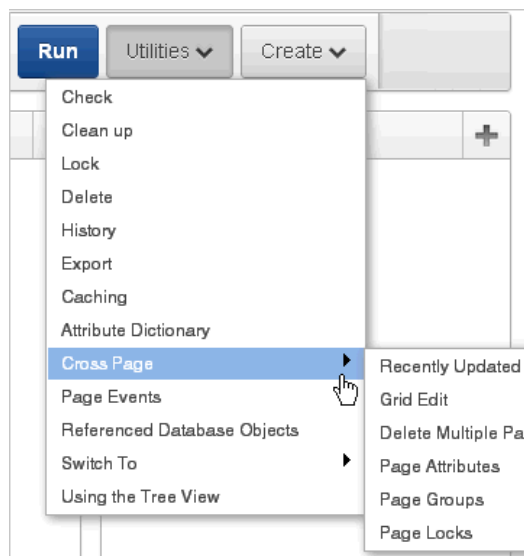 Run Utilities Create
Check
Clean up
Lock
Delete
History
Export
Caching
Attribute Dictionary
Cross Page
Page Events
Referenced Database Objects
Switch To
Using the Tree View
Recently Updated
Grid Edit
Delete Multiple
Page Attributes
Page Groups
Page Locks